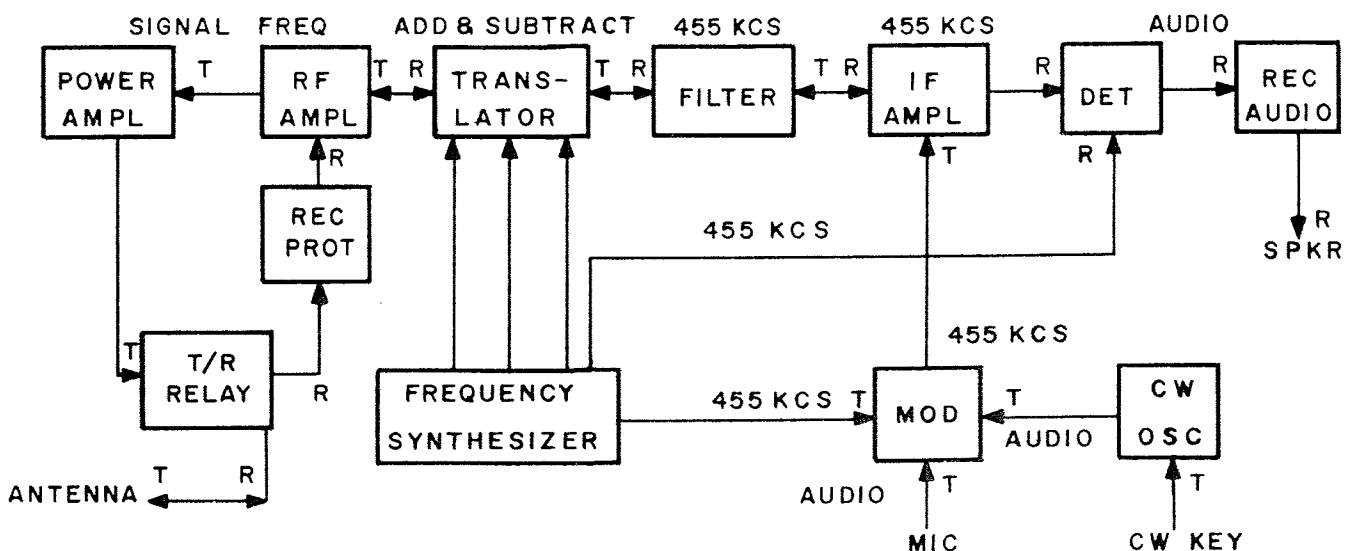 SIGNAL FREQ
ADD & SUBTRACT
455 KCS
455 KCS
AUDIO
POWER
AMPL
T
RF
AMPL
T R
TRANS-
LATOR
T R
FILTER
T R
IF
AMPL
R
DET
R
REC
AUDIO
R
T
R
REC
PROT
455 KCS
R
SPKR
T
T/R
RELAY
R
455 KCS
FREQUENCY
SYNTHESIZER
455 KCS T
MOD
T
AUDIO
CW
OSC
T R
ANTENNA
AUDIO
T
T
MIC
CW KEY